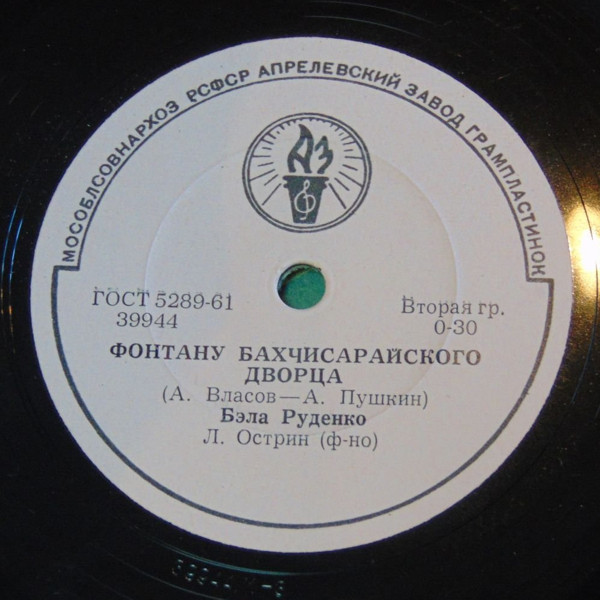 МОСОБЛСОВНАРХОЗ РСФСР АПРЕЛЕВСКИЙ ЗАВОД ГРАМПЛАСТИНОК
АЗ
ГОСТ 5289-61
39944
Вторая гр.
0-30
ФОНТАНУ БАХЧИСАРАЙСКОГО
ДВОРЦА
(А. Власов — А. Пушкин)
Бэла Руденко
Л. Острин (ф-но)